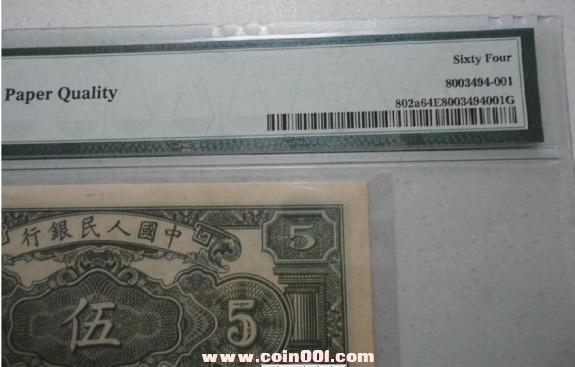 Sixty Four
Paper Quality
8003494-001
802a64E8003494001G
行銀民人國中
5
伍
5
www.coin001.com